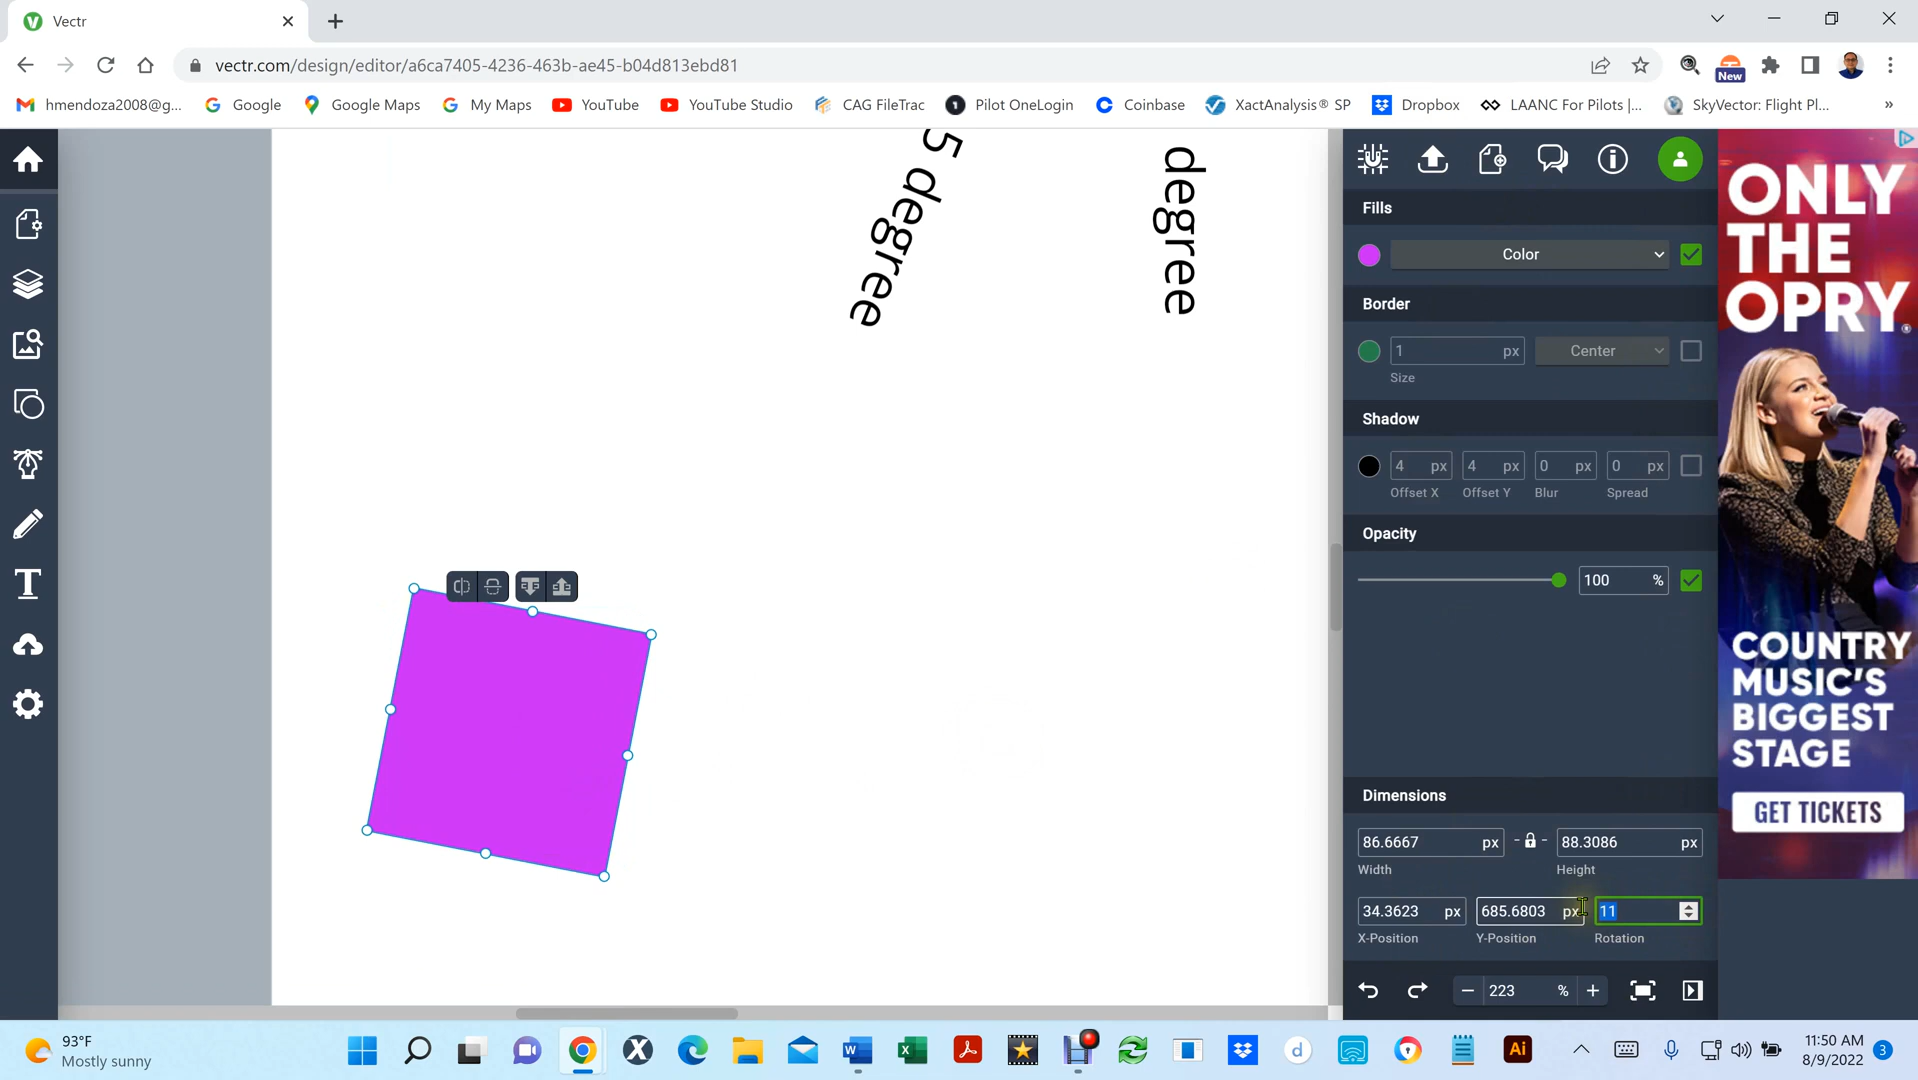 Vectr
vectr.com/design/editor/a6ca7405-4236-463b-ae45-b04d813ebd81
New
hmendoza2008@g...
Google
Google Maps
My Maps
YouTube
YouTube Studio
CAG FileTrac
Pilot OneLogin
Coinbase
XactAnalysis® SP
Dropbox
LAANC For Pilots |...
SkyVector: Flight Pl...
»
5 degree
degree
Fills
Color
Border
1 px
Center
Size
Shadow
4 px
4 px
0 px
0 px
Offset X
Offset Y
Blur
Spread
Opacity
100 %
Dimensions
86.6667 px
88.3086 px
Width
Height
34.3623 px
685.6803 px
11
X-Position
Y-Position
Rotation
223 %
ONLY
THE
OPRY®
COUNTRY
MUSIC'S
BIGGEST
STAGE
GET TICKETS
93°F
Mostly sunny
Ai
11:50 AM
8/9/2022
3